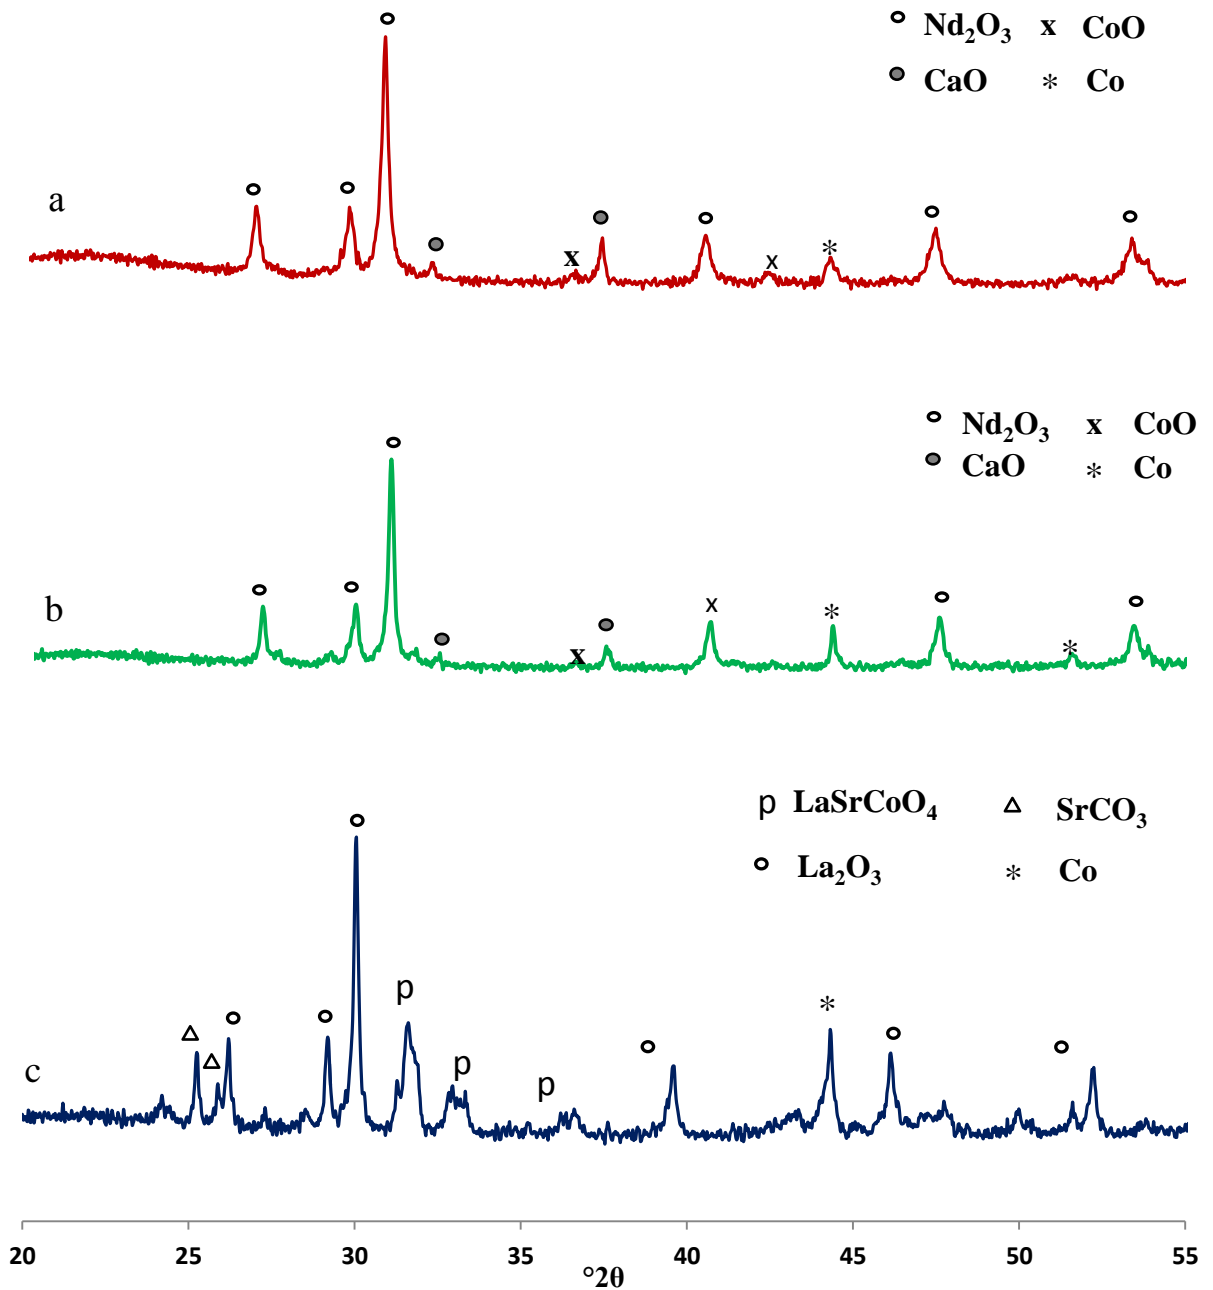 Nd₂O₃ x CoO
CaO * Co
a
x
*
x
Nd₂O₃ x CoO
CaO * Co
b
x
*
x
*
p LaSrCoO₄ △ SrCO₃
La₂O₃ * Co
p
*
△
△
p
c
p
20 25 30 35 40 45 50 55
°2θ